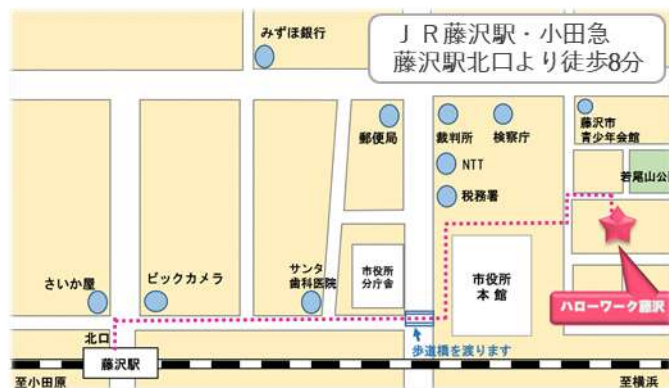 みずほ銀行
ＪＲ藤沢駅・小田急
藤沢駅北口より徒歩8分
郵便局
裁判所
検察庁
藤沢市
青少年会館
NTT
税務署
若尾山公
さいか屋
ビックカメラ
サンタ
歯科医院
市役所
分庁舎
市役所
本館
ハローワーク藤沢
北口
歩道橋を渡ります
藤沢駅
至小田原
至横浜